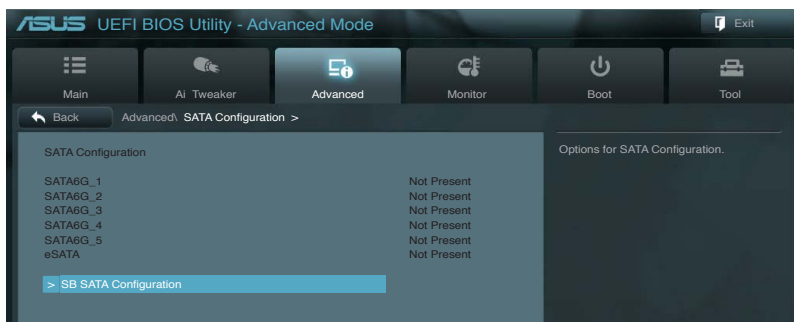 ASUS UEFI BIOS Utility - Advanced Mode
Exit
Main
Ai Tweaker
Advanced
Monitor
Boot
Tool
Back
Advanced\ SATA Configuration >
SATA Configuration
SATA6G_1 Not Present
SATA6G_2 Not Present
SATA6G_3 Not Present
SATA6G_4 Not Present
SATA6G_5 Not Present
eSATA Not Present
> SB SATA Configuration
Options for SATA Configuration.